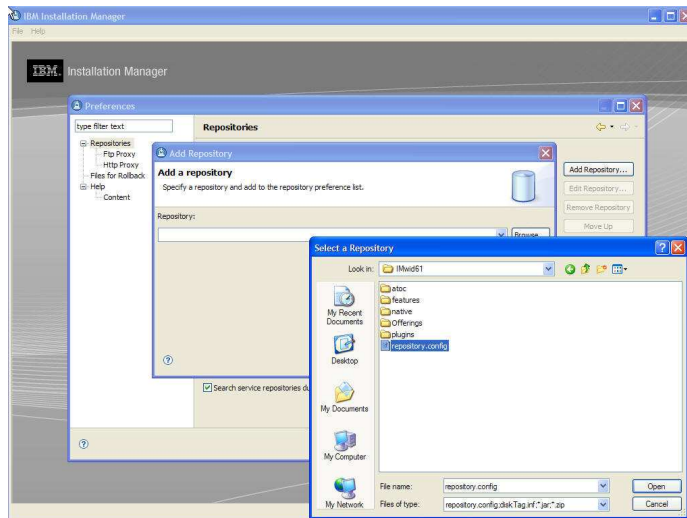 IBM Installation Manager
File Help
IBM. Installation Manager
Preferences
type filter text
Repositories
Repositories
Ftp Proxy
Http Proxy
Files for Rollback
Help
Content
Add Repository...
Edit Repository...
Remove Repository
Move Up
Add Repository
Add a repository
Specify a repository and add to the repository preference list.
Repository:
Browse...
Search service repositories du
Select a Repository
Look in:
IMwid61
My Recent Documents
Desktop
My Documents
My Computer
My Network
atoc
features
native
Offerings
plugins
repository.config
File name:
repository.config
Open
Files of type:
repository.config;diskTag.inf;*.jar;*.zip
Cancel